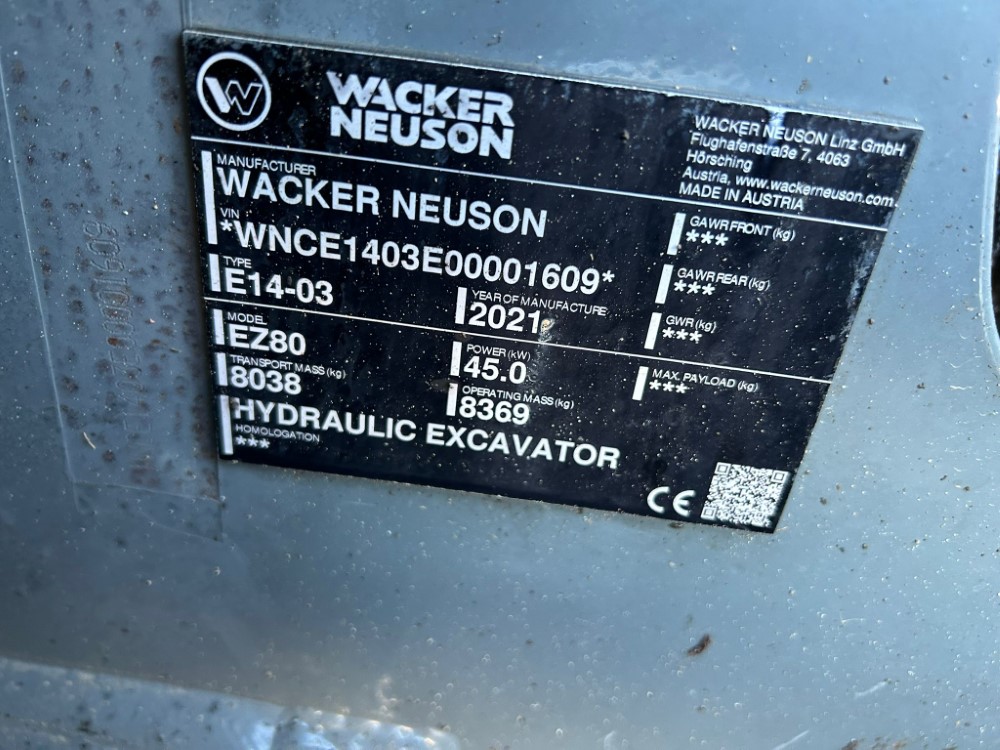 WACKER
NEUSON
WACKER NEUSON Linz GmbH
Flughafenstraße 7, 4063
Hörsching
Austria, www.wackerneuson.com
MADE IN AUSTRIA
MANUFACTURER
WACKER NEUSON
VIN
*WNCE1403E00001609*
TYPE
E14-03
YEAR OF MANUFACTURE
2021
MODEL
EZ80
POWER (kW)
45.0
TRANSPORT MASS (kg)
8038
OPERATING MASS (kg)
8369
HYDRAULIC EXCAVATOR
HOMOLOGATION
***
GAWR FRONT (kg)
***
GAWR REAR (kg)
***
GWR (kg)
***
MAX. PAYLOAD (kg)
***
CE